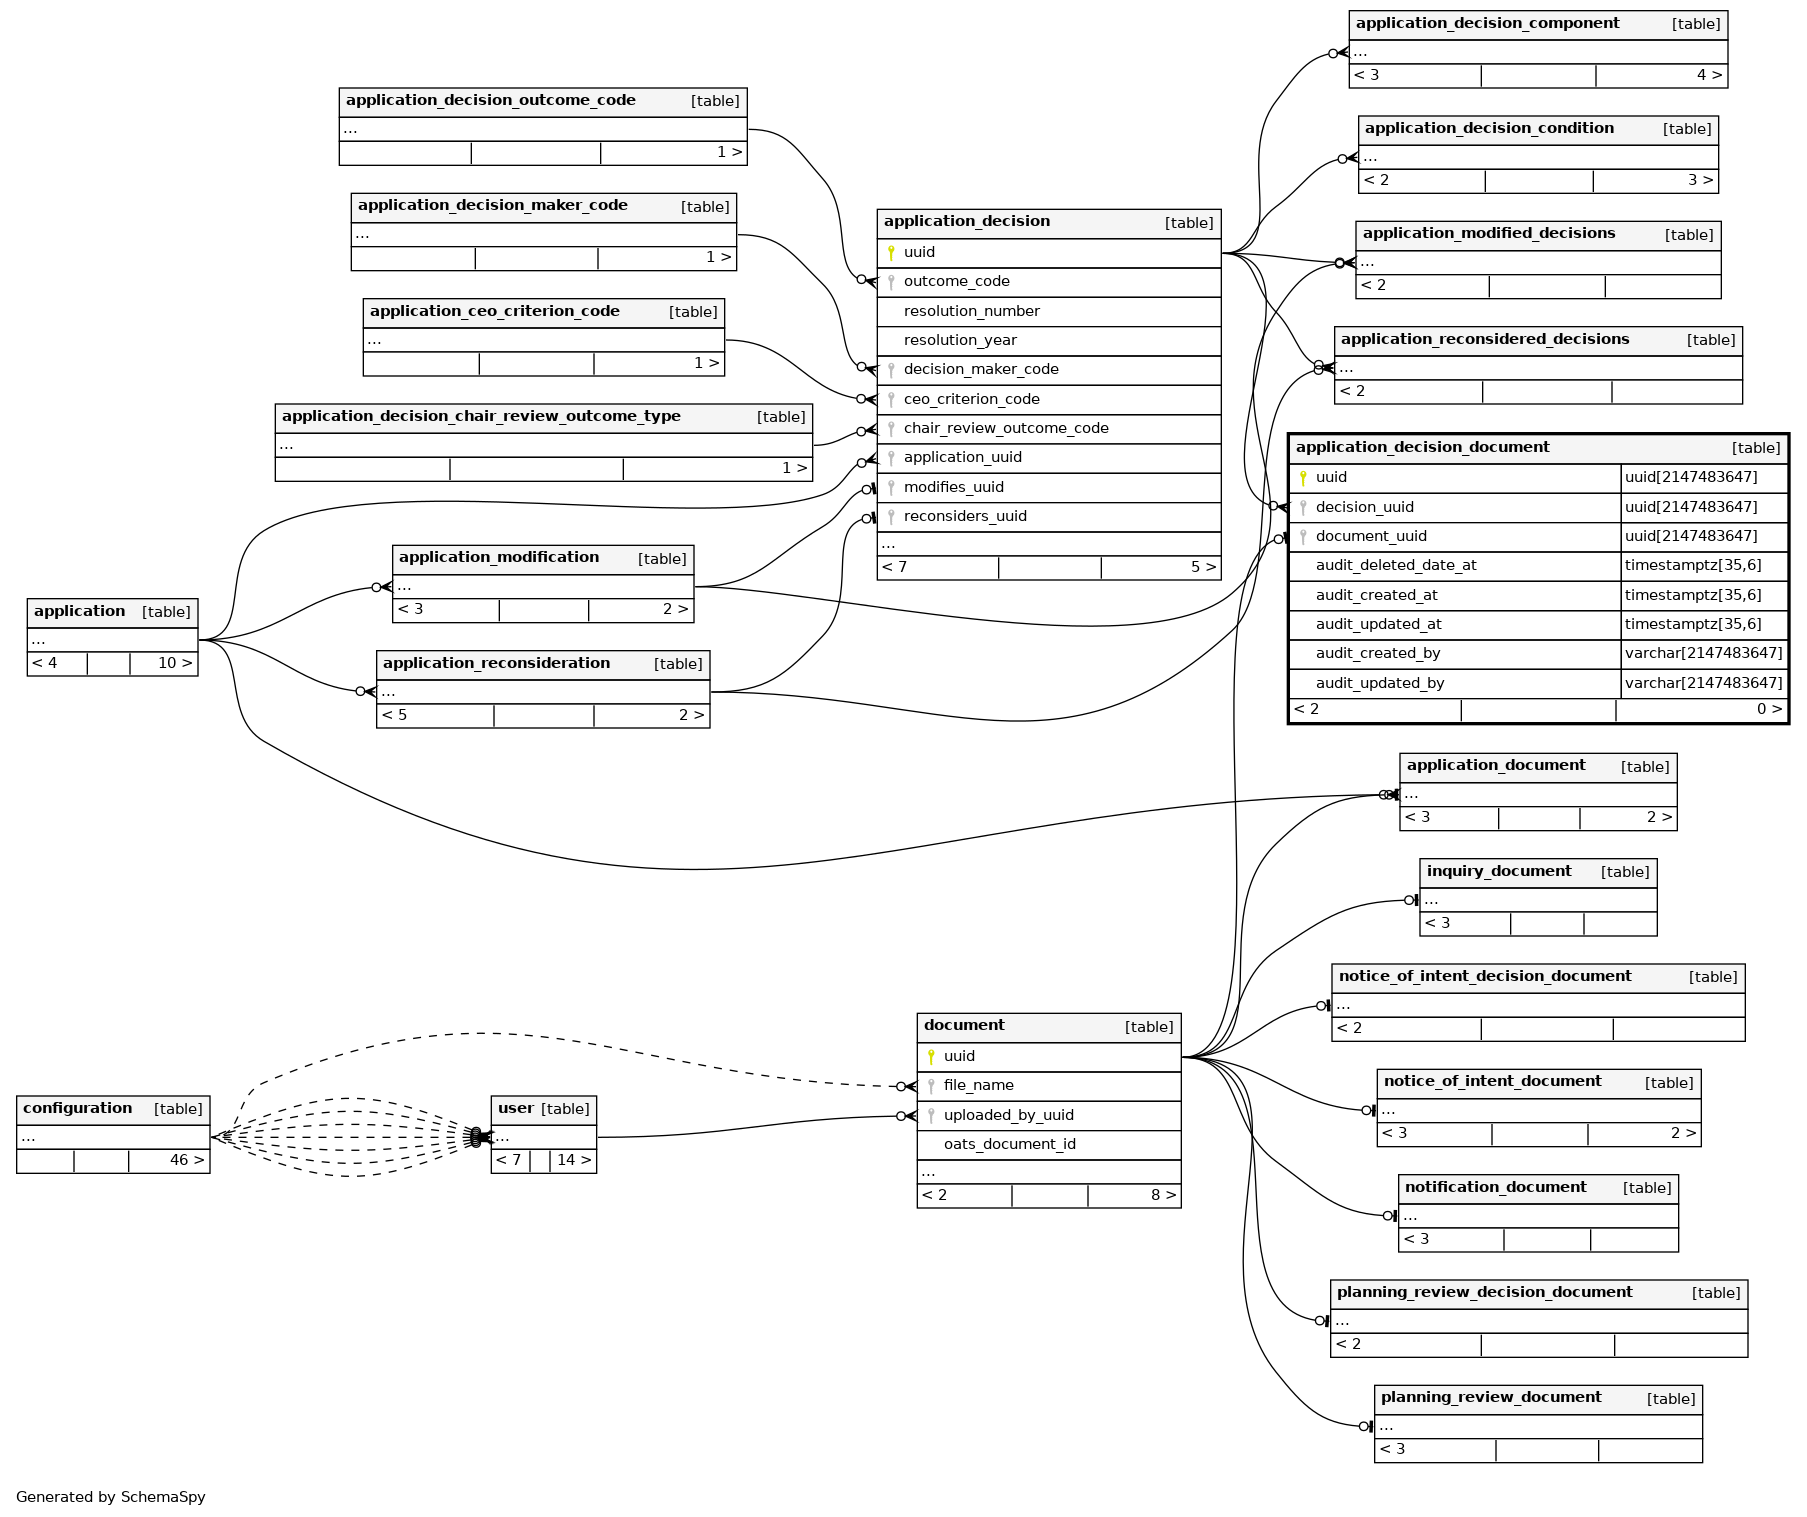 application_decision_component [table]
...
< 3 4 >
application_decision_outcome_code [table]
...
1 >
application_decision_condition [table]
...
< 2 3 >
application_decision_maker_code [table]
...
1 >
application_decision [table]
uuid
outcome_code
resolution_number
resolution_year
decision_maker_code
ceo_criterion_code
chair_review_outcome_code
application_uuid
modifies_uuid
reconsiders_uuid
...
< 7 5 >
application_modified_decisions [table]
...
< 2
application_ceo_criterion_code [table]
...
1 >
application_reconsidered_decisions [table]
...
< 2
application_decision_chair_review_outcome_type [table]
...
1 >
application_decision_document [table]
uuid uuid[2147483647]
decision_uuid uuid[2147483647]
document_uuid uuid[2147483647]
audit_deleted_date_at timestamptz[35,6]
audit_created_at timestamptz[35,6]
audit_updated_at timestamptz[35,6]
audit_created_by varchar[2147483647]
audit_updated_by varchar[2147483647]
< 2 0 >
application_modification [table]
...
< 3 2 >
application [table]
...
< 4 10 >
application_reconsideration [table]
...
< 5 2 >
application_document [table]
...
< 3 2 >
inquiry_document [table]
...
< 3
notice_of_intent_decision_document [table]
...
< 2
document [table]
uuid
file_name
uploaded_by_uuid
oats_document_id
...
< 2 8 >
notice_of_intent_document [table]
...
< 3 2 >
configuration [table]
...
46 >
user [table]
...
< 7 14 >
notification_document [table]
...
< 3
planning_review_decision_document [table]
...
< 2
planning_review_document [table]
...
< 3
Generated by SchemaSpy